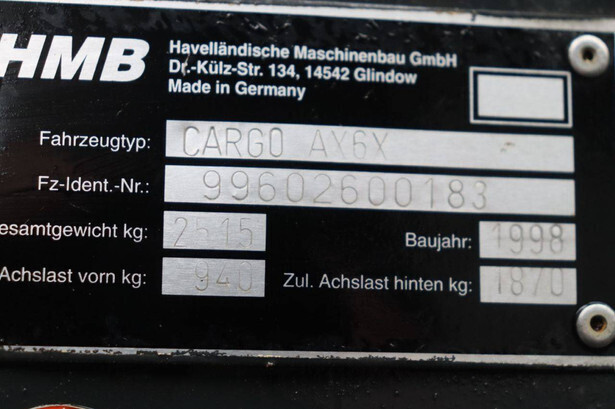 HMB
Havelländische Maschinenbau GmbH
Dr.-Külz-Str. 134, 14542 Glindow
Made in Germany
Fahrzeugtyp: CARGO AX6X
Fz-Ident.-Nr.: 99602600183
esamtgewicht kg: 2515 Baujahr: 1998
Achslast vorn kg: 940 Zul. Achslast hinten kg: 1870